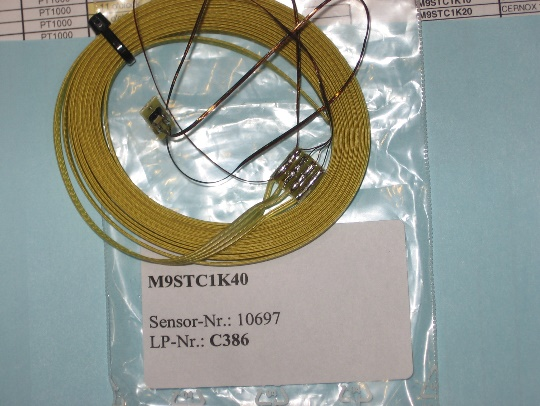 PT1000
PT1000
PT1000
M9STC1K10
M9STC1K20 CERNOX
M9STC1K40
Sensor-Nr.: 10697
LP-Nr.: C386